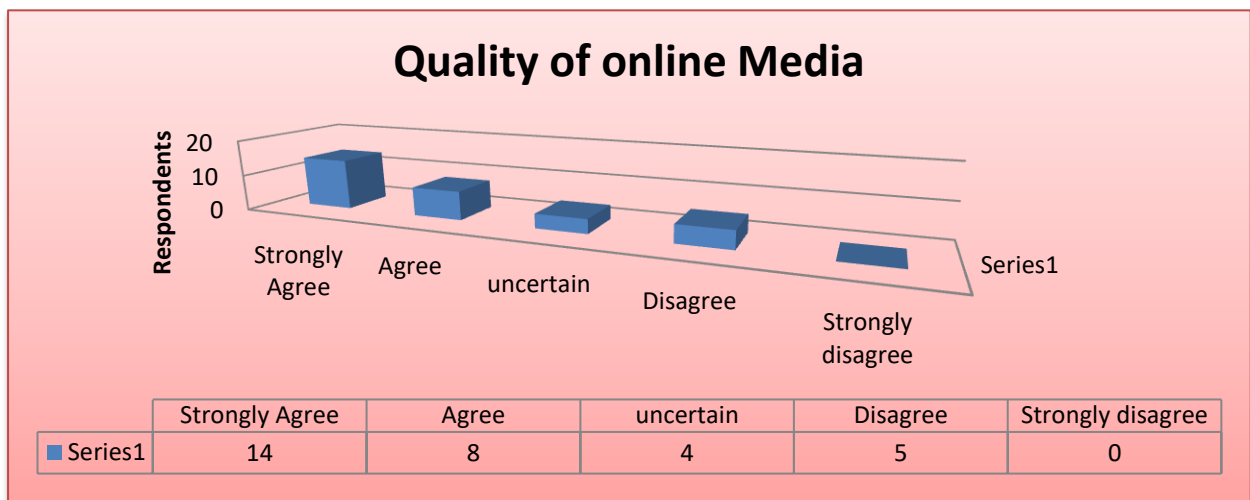 Quality of online Media
Respondents
20
10
0
Strongly
Agree
Agree
uncertain
Disagree
Strongly
disagree
Series1
Strongly Agree Agree uncertain Disagree Strongly disagree
Series1 14 8 4 5 0